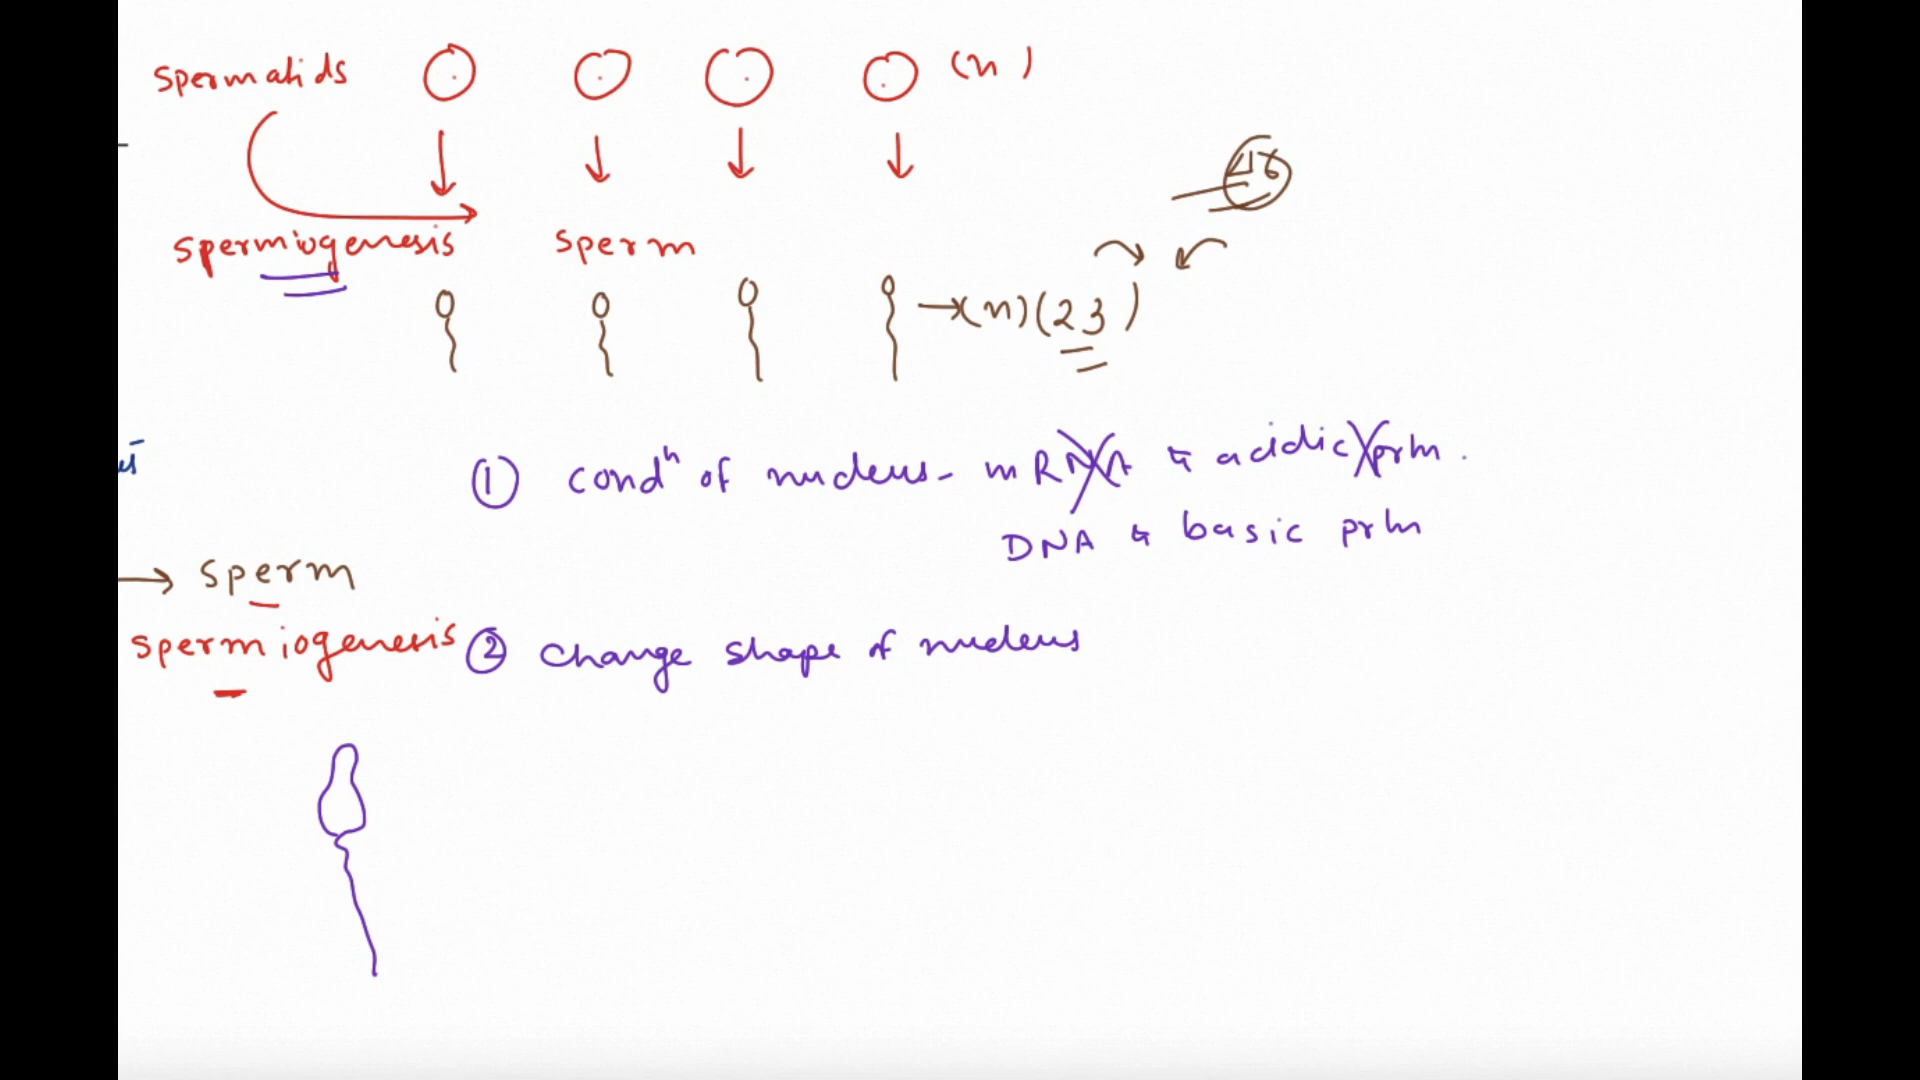 Spermatids (n)
46
Spermiogenesis Sperm
→(n)(23)
① condⁿ of nucleus - mRNA & acidic prtn.
DNA & basic prtn
→ Sperm
Spermiogenesis ② Change shape of nucleus